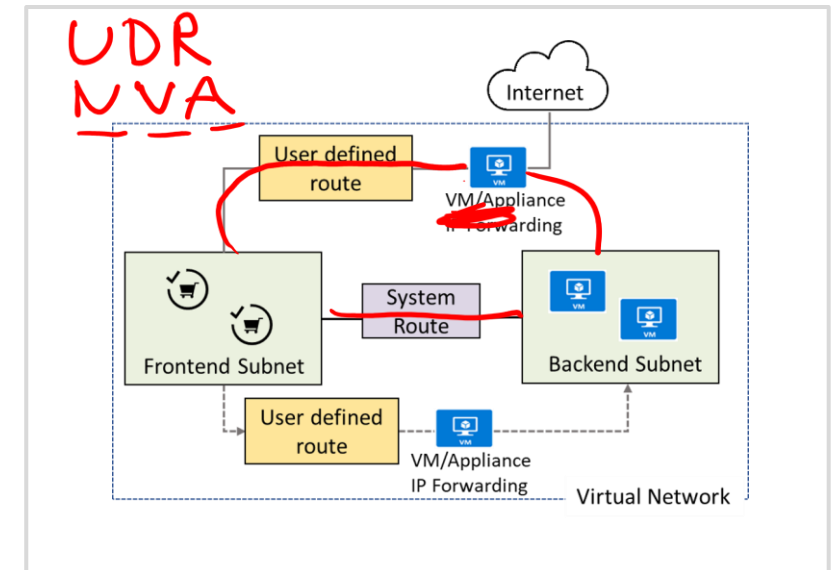 UDR
NVA
Internet
User defined
route
VM
VM/Appliance
IP Forwarding
System
Route
VM
VM
Frontend Subnet
Backend Subnet
User defined
route
VM
VM/Appliance
IP Forwarding
Virtual Network